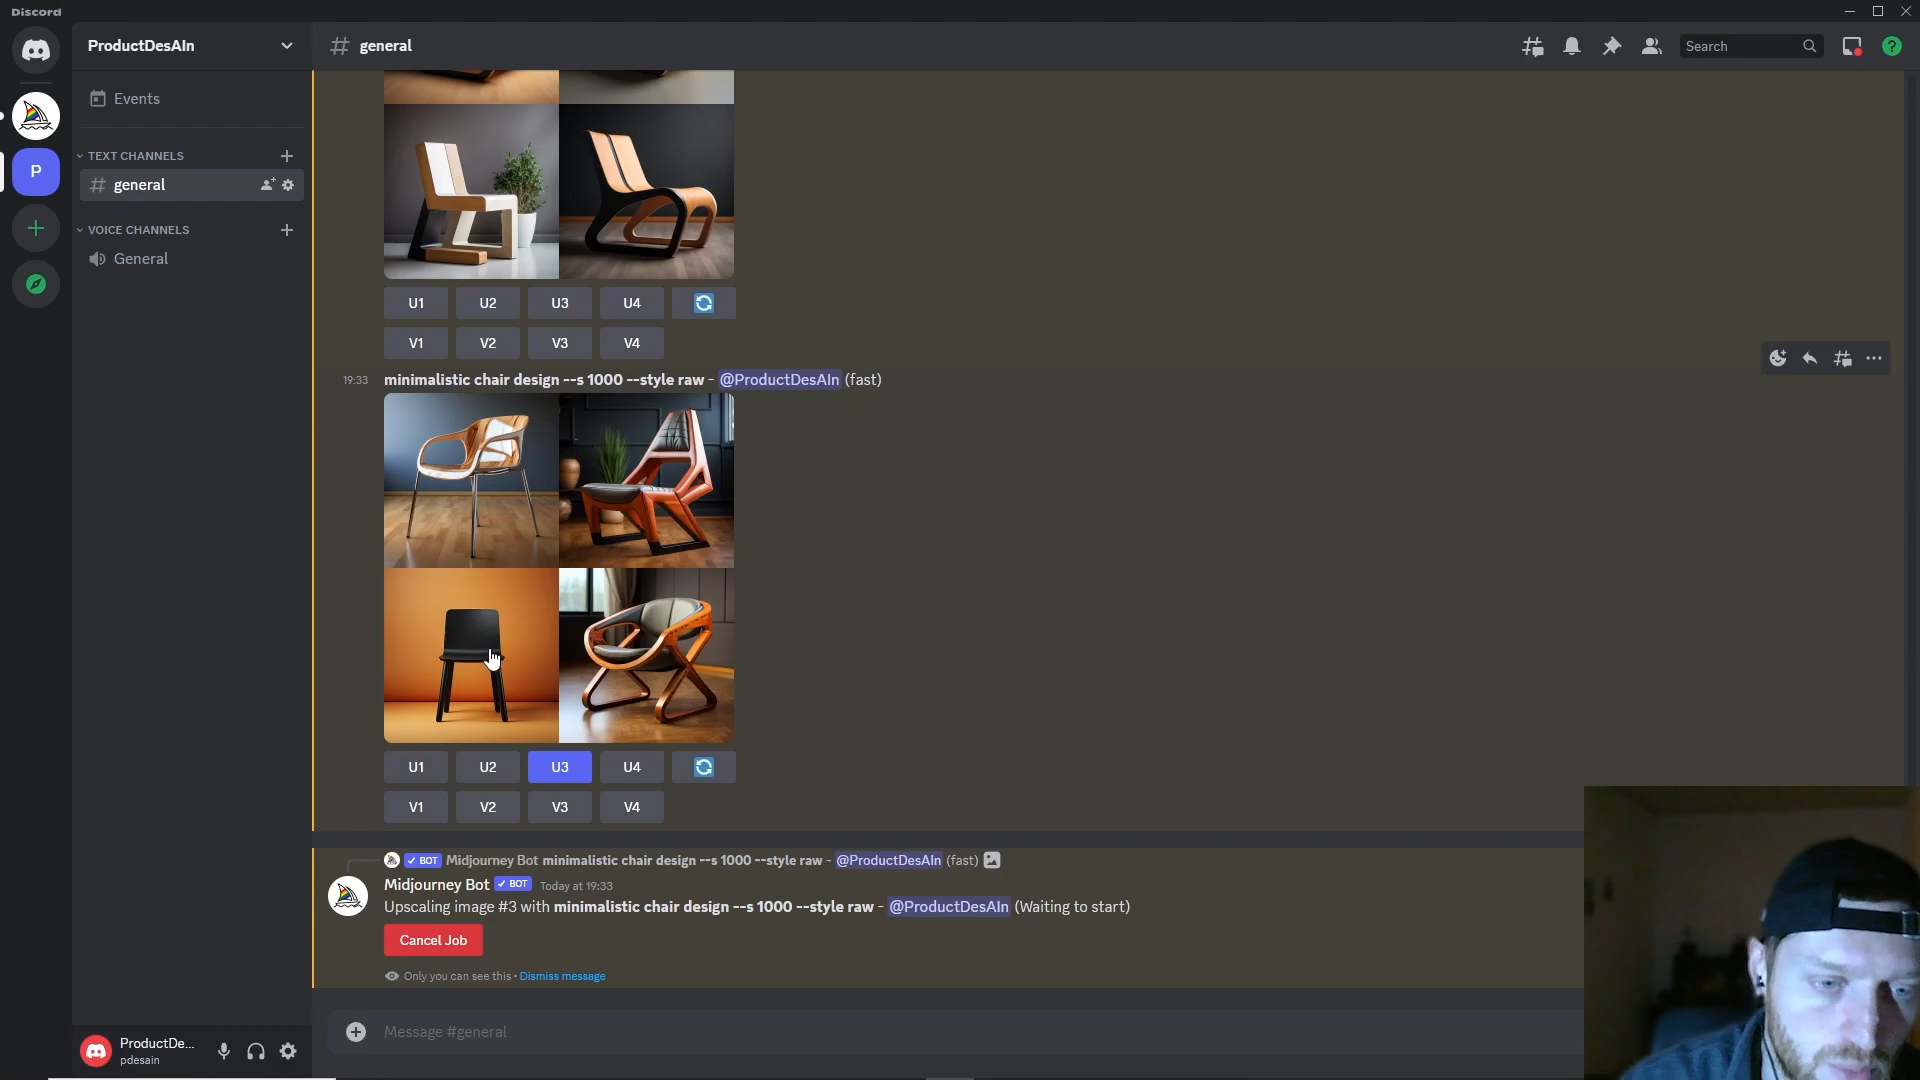 Discord
ProductDesAIn
general
Search
Events
TEXT CHANNELS
P
general
VOICE CHANNELS
General
U1 U2 U3 U4
V1 V2 V3 V4
19:33 minimalistic chair design --s 1000 --style raw - @ProductDesAIn (fast)
U1 U2 U3 U4
V1 V2 V3 V4
BOT Midjourney Bot minimalistic chair design --s 1000 --style raw - @ProductDesAIn (fast)
Midjourney Bot BOT Today at 19:33
Upscaling image #3 with minimalistic chair design --s 1000 --style raw - @ProductDesAIn (Waiting to start)
Cancel Job
Only you can see this • Dismiss message
Message #general
ProductDe...
pdesain